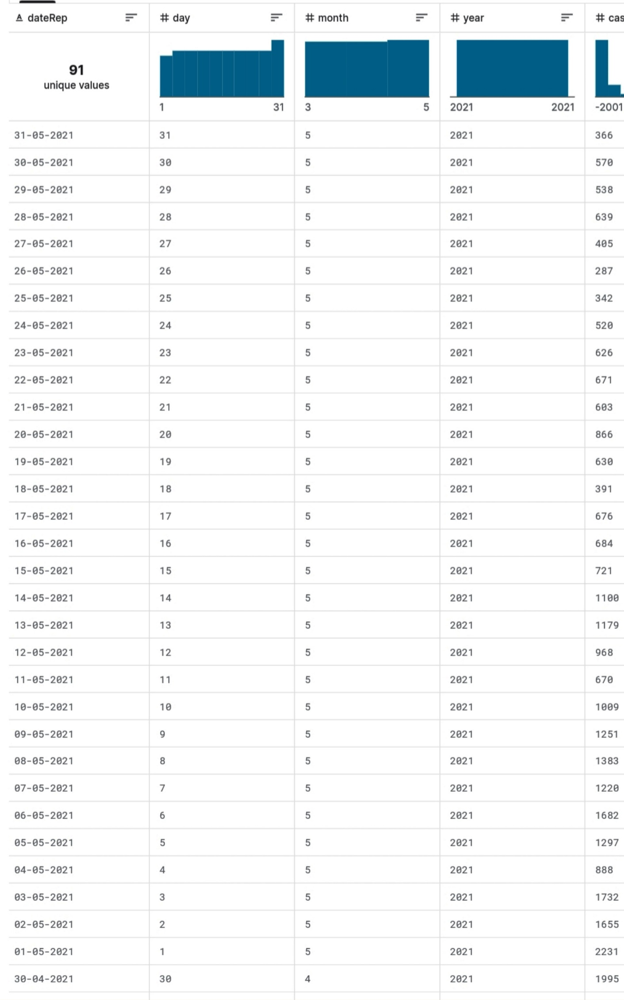 dateRep # day # month # year # cas
91
unique values
1 31 3 5 2021 2021 -2001
31-05-2021 31 5 2021 366
30-05-2021 30 5 2021 570
29-05-2021 29 5 2021 538
28-05-2021 28 5 2021 639
27-05-2021 27 5 2021 405
26-05-2021 26 5 2021 287
25-05-2021 25 5 2021 342
24-05-2021 24 5 2021 520
23-05-2021 23 5 2021 626
22-05-2021 22 5 2021 671
21-05-2021 21 5 2021 603
20-05-2021 20 5 2021 866
19-05-2021 19 5 2021 630
18-05-2021 18 5 2021 391
17-05-2021 17 5 2021 676
16-05-2021 16 5 2021 684
15-05-2021 15 5 2021 721
14-05-2021 14 5 2021 1100
13-05-2021 13 5 2021 1179
12-05-2021 12 5 2021 968
11-05-2021 11 5 2021 670
10-05-2021 10 5 2021 1009
09-05-2021 9 5 2021 1251
08-05-2021 8 5 2021 1383
07-05-2021 7 5 2021 1220
06-05-2021 6 5 2021 1682
05-05-2021 5 5 2021 1297
04-05-2021 4 5 2021 888
03-05-2021 3 5 2021 1732
02-05-2021 2 5 2021 1655
01-05-2021 1 5 2021 2231
30-04-2021 30 4 2021 1995